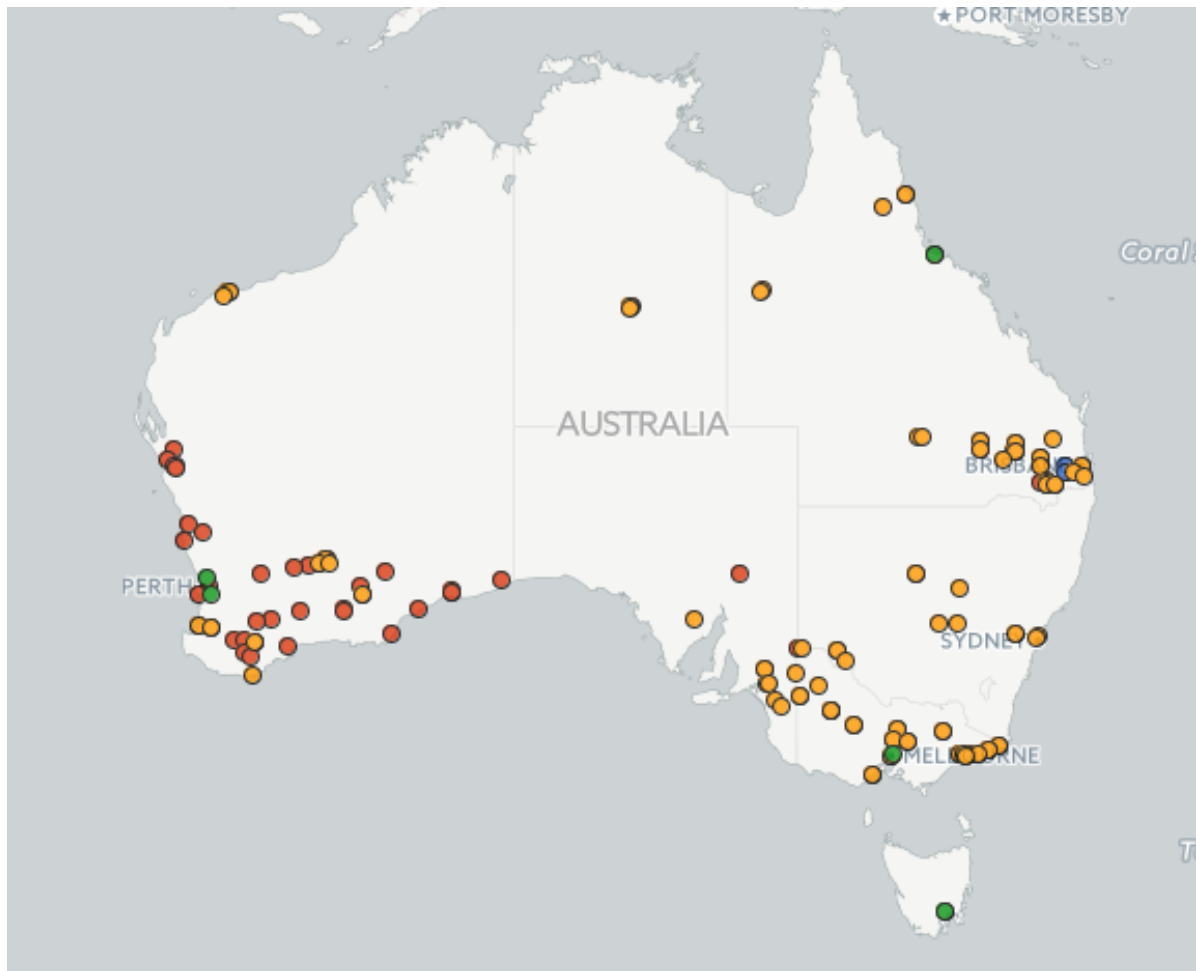 ★PORT MORESBY
Coral
AUSTRALIA
BRISBANE
PERTH
SYDNEY
MELBOURNE
T